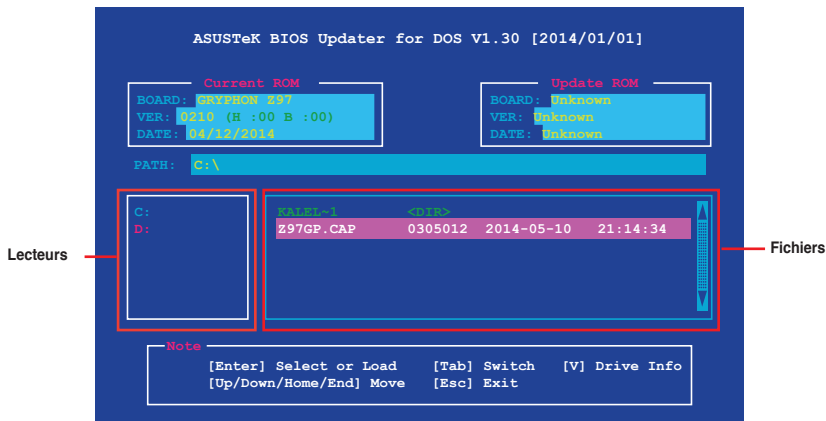 ASUSTeK BIOS Updater for DOS V1.30 [2014/01/01]
Current ROM
BOARD: GRYPHON Z97
VER: 0210 (H :00 B :00)
DATE: 04/12/2014
Update ROM
BOARD: Unknown
VER: Unknown
DATE: Unknown
PATH: C:\
Lecteurs
C:
D:
KALEL~1 <DIR>
Z97GP.CAP 0305012 2014-05-10 21:14:34
Fichiers
Note
[Enter] Select or Load [Tab] Switch [V] Drive Info
[Up/Down/Home/End] Move [Esc] Exit